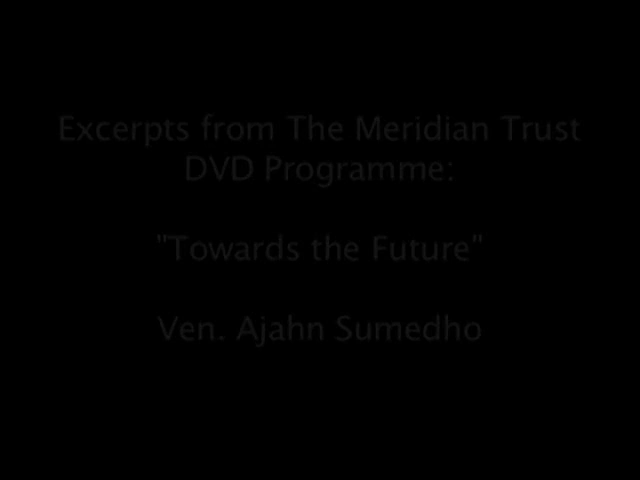 Excerpts from The Meridian Trust
DVD Programme:
"Towards the Future"
Ven. Ajahn Sumedho